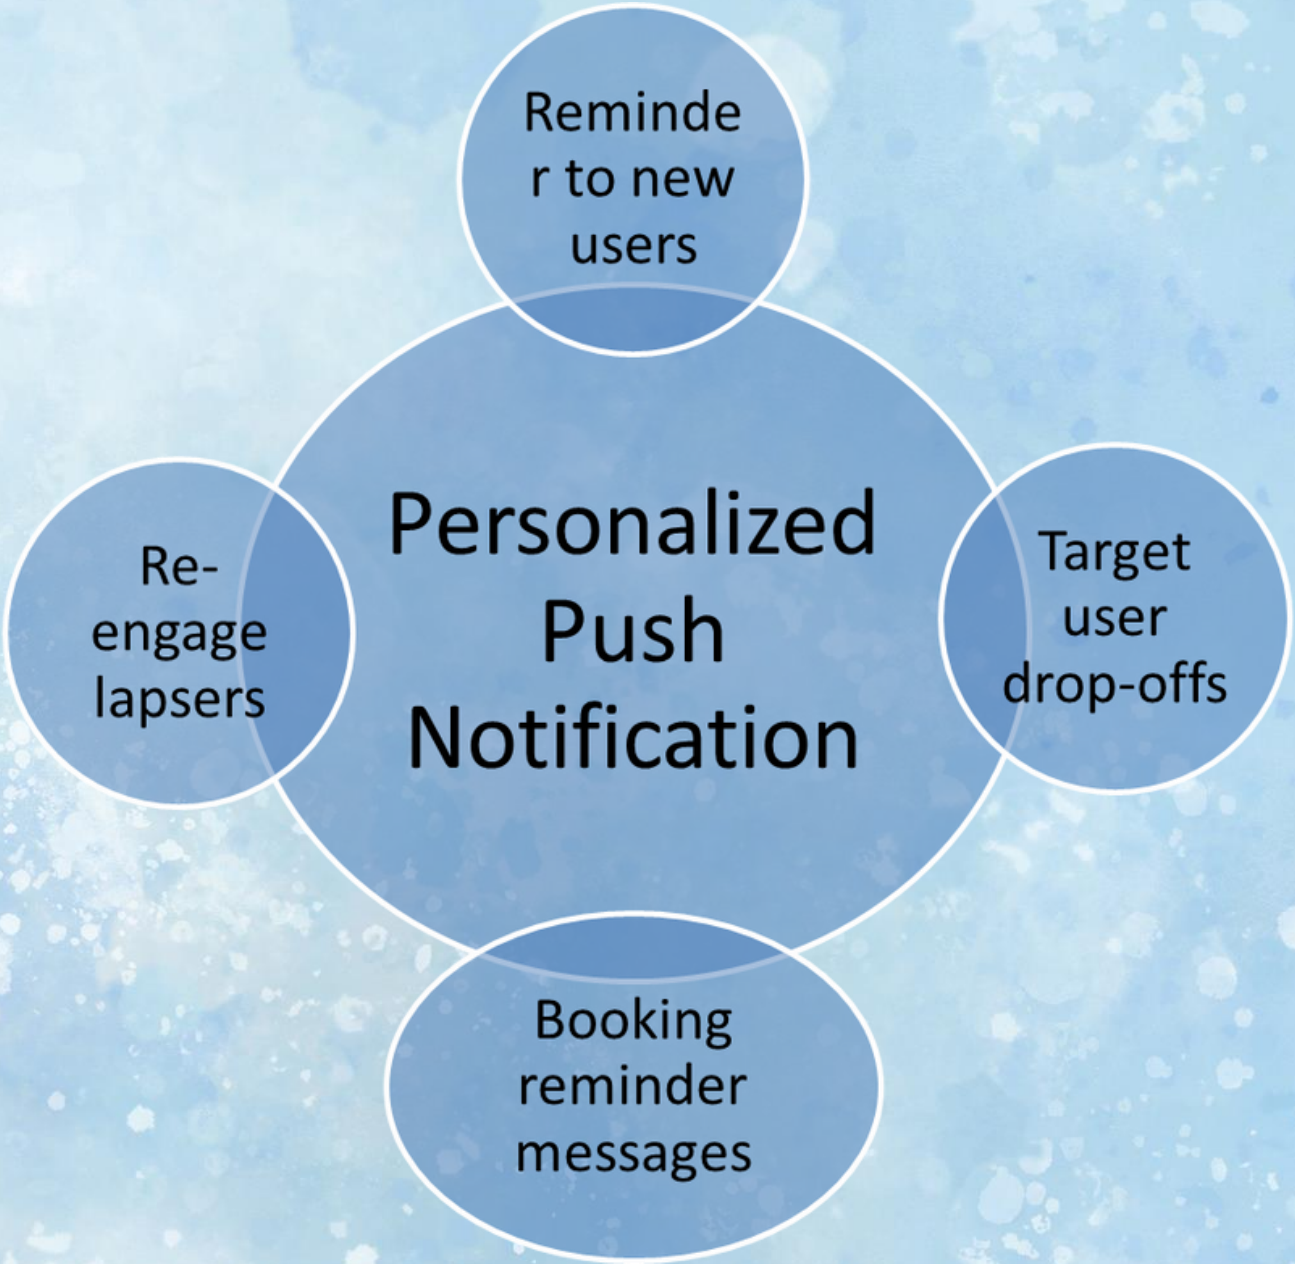 Reminde
r to new
users
Personalized
Push
Notification
Target
user
drop-offs
Booking
reminder
messages
Re-
engage
lapsers